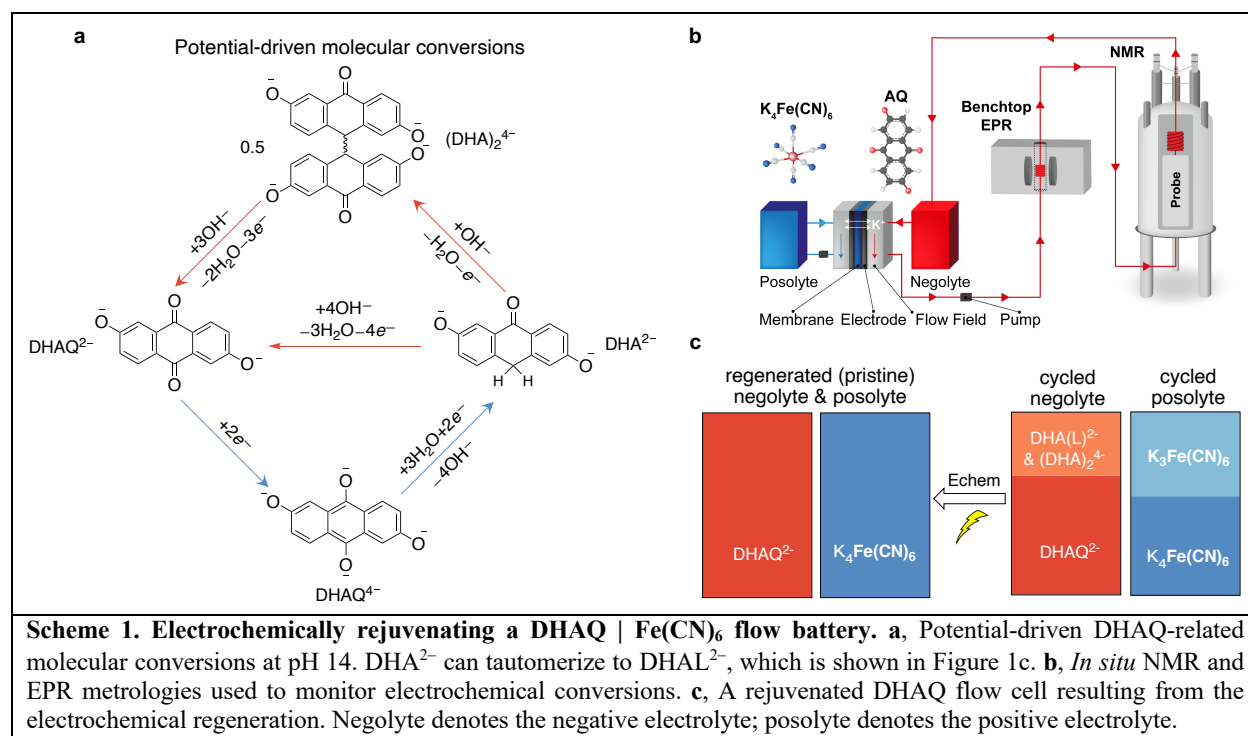 a
Potential-driven molecular conversions
O⁻
O
O⁻
0.5
(DHA)₂⁴⁻
O⁻
O⁻
O
+3OH⁻
−2H₂O−3e⁻
+OH⁻
−H₂O−e⁻
+4OH⁻
−3H₂O−4e⁻
O⁻
O
DHAQ²⁻
O⁻
O
O⁻
O
O⁻
DHA²⁻
H H
+2e⁻
+3H₂O+2e⁻
−4OH⁻
O⁻
O⁻
O⁻
O⁻
DHAQ⁴⁻
b
NMR
K₄Fe(CN)₆
AQ
Benchtop
EPR
Probe
K⁺
Posolyte
Negolyte
Membrane Electrode Flow Field Pump
c
regenerated (pristine)
negolyte & posolyte
cycled
negolyte
cycled
posolyte
DHAQ²⁻
K₄Fe(CN)₆
Echem
DHA(L)²⁻
& (DHA)₂⁴⁻
DHAQ²⁻
K₃Fe(CN)₆
K₄Fe(CN)₆
Scheme 1. Electrochemically rejuvenating a DHAQ | Fe(CN)₆ flow battery. a, Potential-driven DHAQ-related
molecular conversions at pH 14. DHA²⁻ can tautomerize to DHAL²⁻, which is shown in Figure 1c. b, In situ NMR and
EPR metrologies used to monitor electrochemical conversions. c, A rejuvenated DHAQ flow cell resulting from the
electrochemical regeneration. Negolyte denotes the negative electrolyte; posolyte denotes the positive electrolyte.